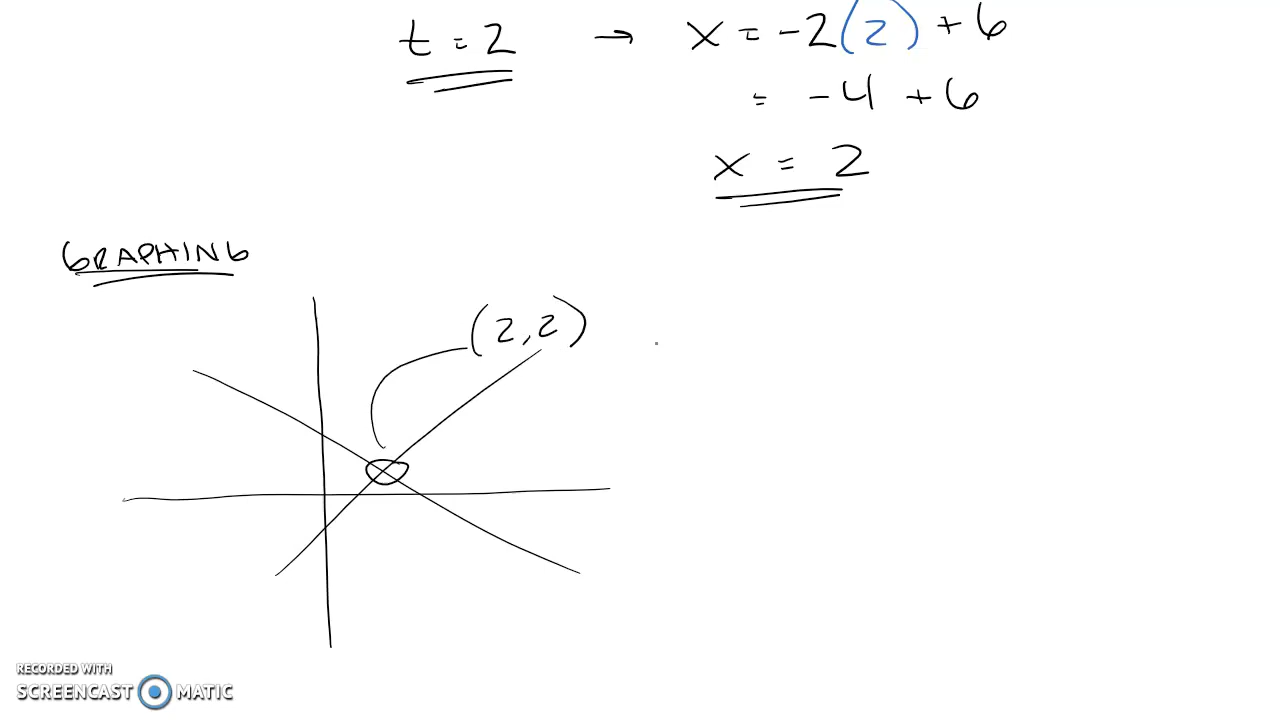 t = 2 → x = -2(2) + 6
= -4 + 6
x = 2
GRAPHING
(2,2)
RECORDED WITH
SCREENCAST MATIC